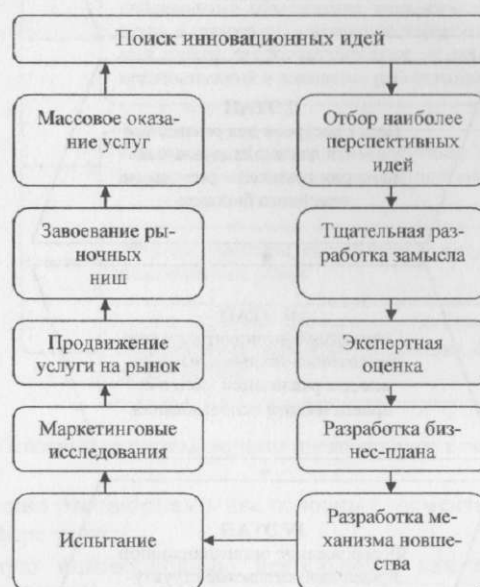 Поиск инновационных идей
Массовое оказа-
ние услуг
Отбор наиболее
перспективных
идей
Завоевание ры-
ночных
ниш
Тщательная раз-
работка замысла
Продвижение
услуги на рынок
Экспертная
оценка
Маркетинговые
исследования
Разработка биз-
нес-плана
Испытание
Разработка ме-
ханизма новше-
ства